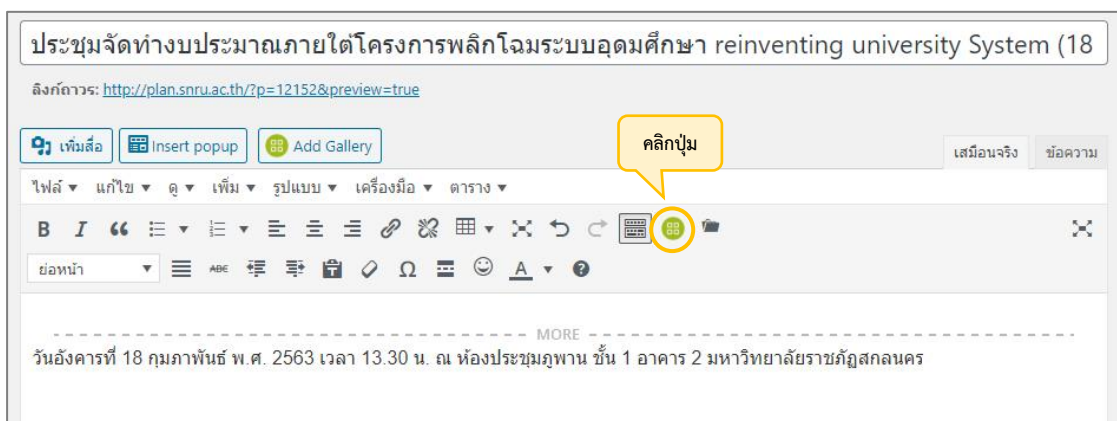 ประชุมจัดทำงบประมาณภายใต้โครงการพลิกโฉมระบบอุดมศึกษา reinventing university System (18
ลิงก์ถาวร: http://plan.snru.ac.th/?p=12152&preview=true
เพิ่มสื่อ Insert popup Add Gallery
คลิกปุ่ม
เสมือนจริง ข้อความ
ไฟล์ แก้ไข ดู เพิ่ม รูปแบบ เครื่องมือ ตาราง
B I
ย่อหน้า ABC T Ω A ?
MORE
วันอังคารที่ 18 กุมภาพันธ์ พ.ศ. 2563 เวลา 13.30 น. ณ ห้องประชุมภูพาน ชั้น 1 อาคาร 2 มหาวิทยาลัยราชภัฏสกลนคร